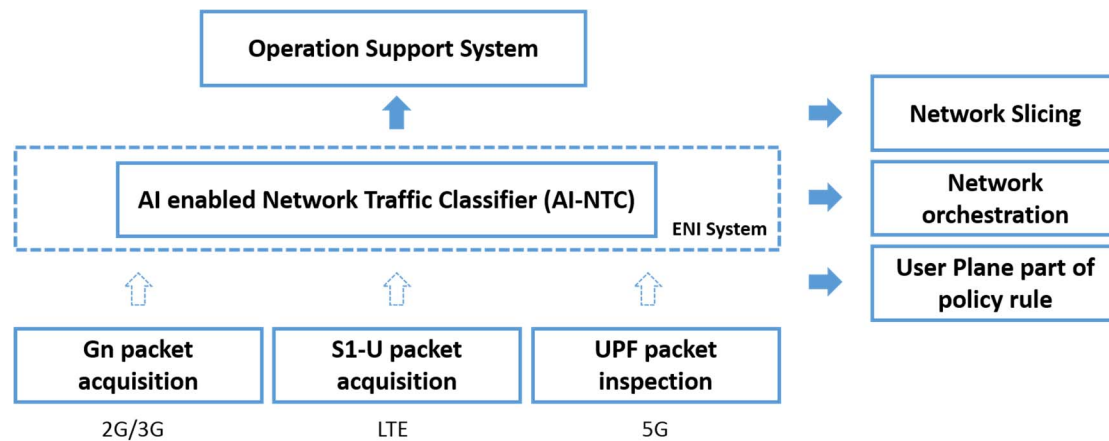 Operation Support System
Network Slicing
AI enabled Network Traffic Classifier (AI-NTC)
ENI System
Network
orchestration
User Plane part of
policy rule
Gn packet
acquisition
S1-U packet
acquisition
UPF packet
inspection
2G/3G
LTE
5G